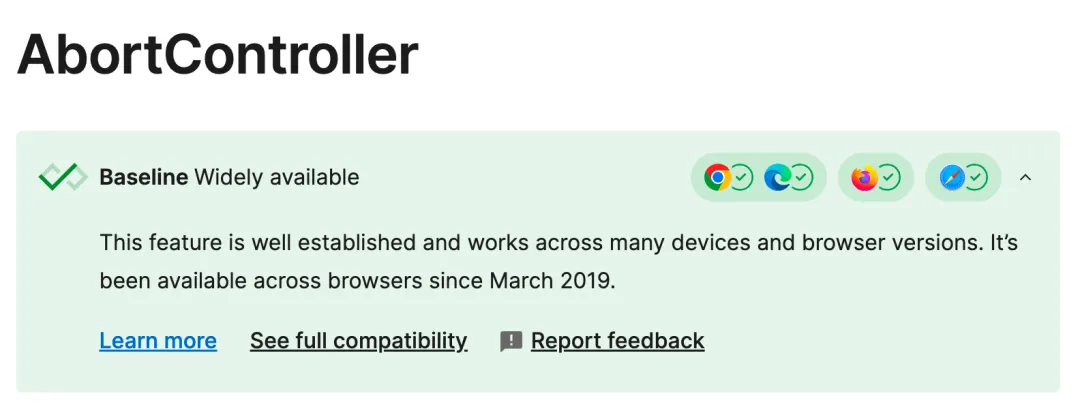 AbortController
Baseline Widely available
This feature is well established and works across many devices and browser versions. It’s
been available across browsers since March 2019.
Learn more See full compatibility Report feedback